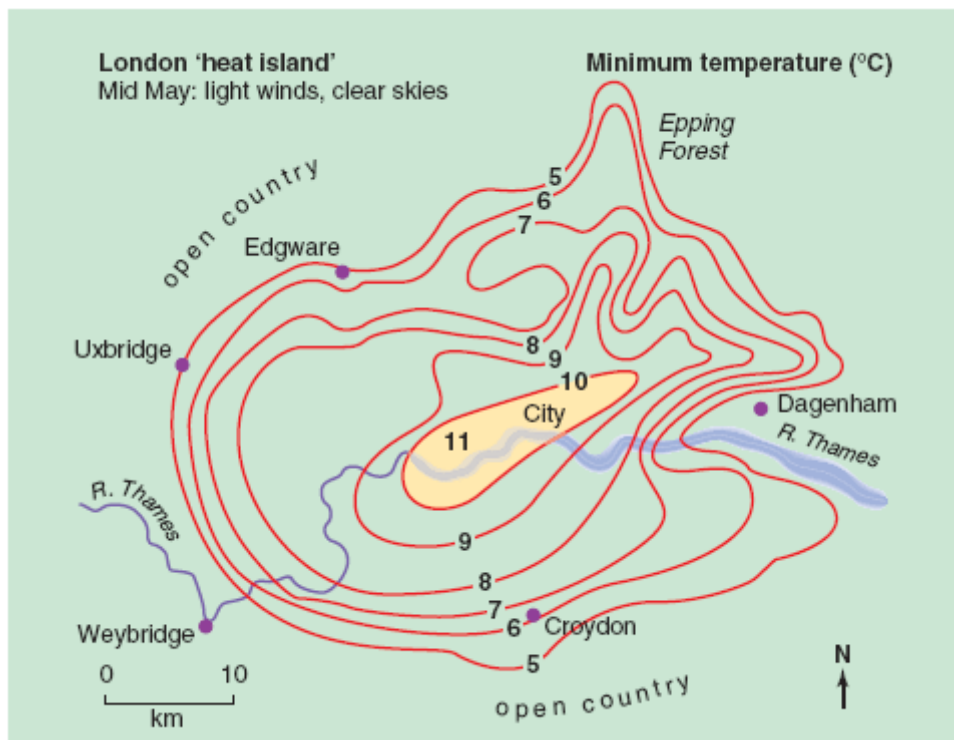 London ‘heat island’
Mid May: light winds, clear skies
Minimum temperature (°C)
Epping
Forest
open country
5
6
7
Edgware
Uxbridge
8
9
10
City
11
Dagenham
R. Thames
R. Thames
9
8
7
6
Croydon
5
Weybridge
0 10
km
open country
N